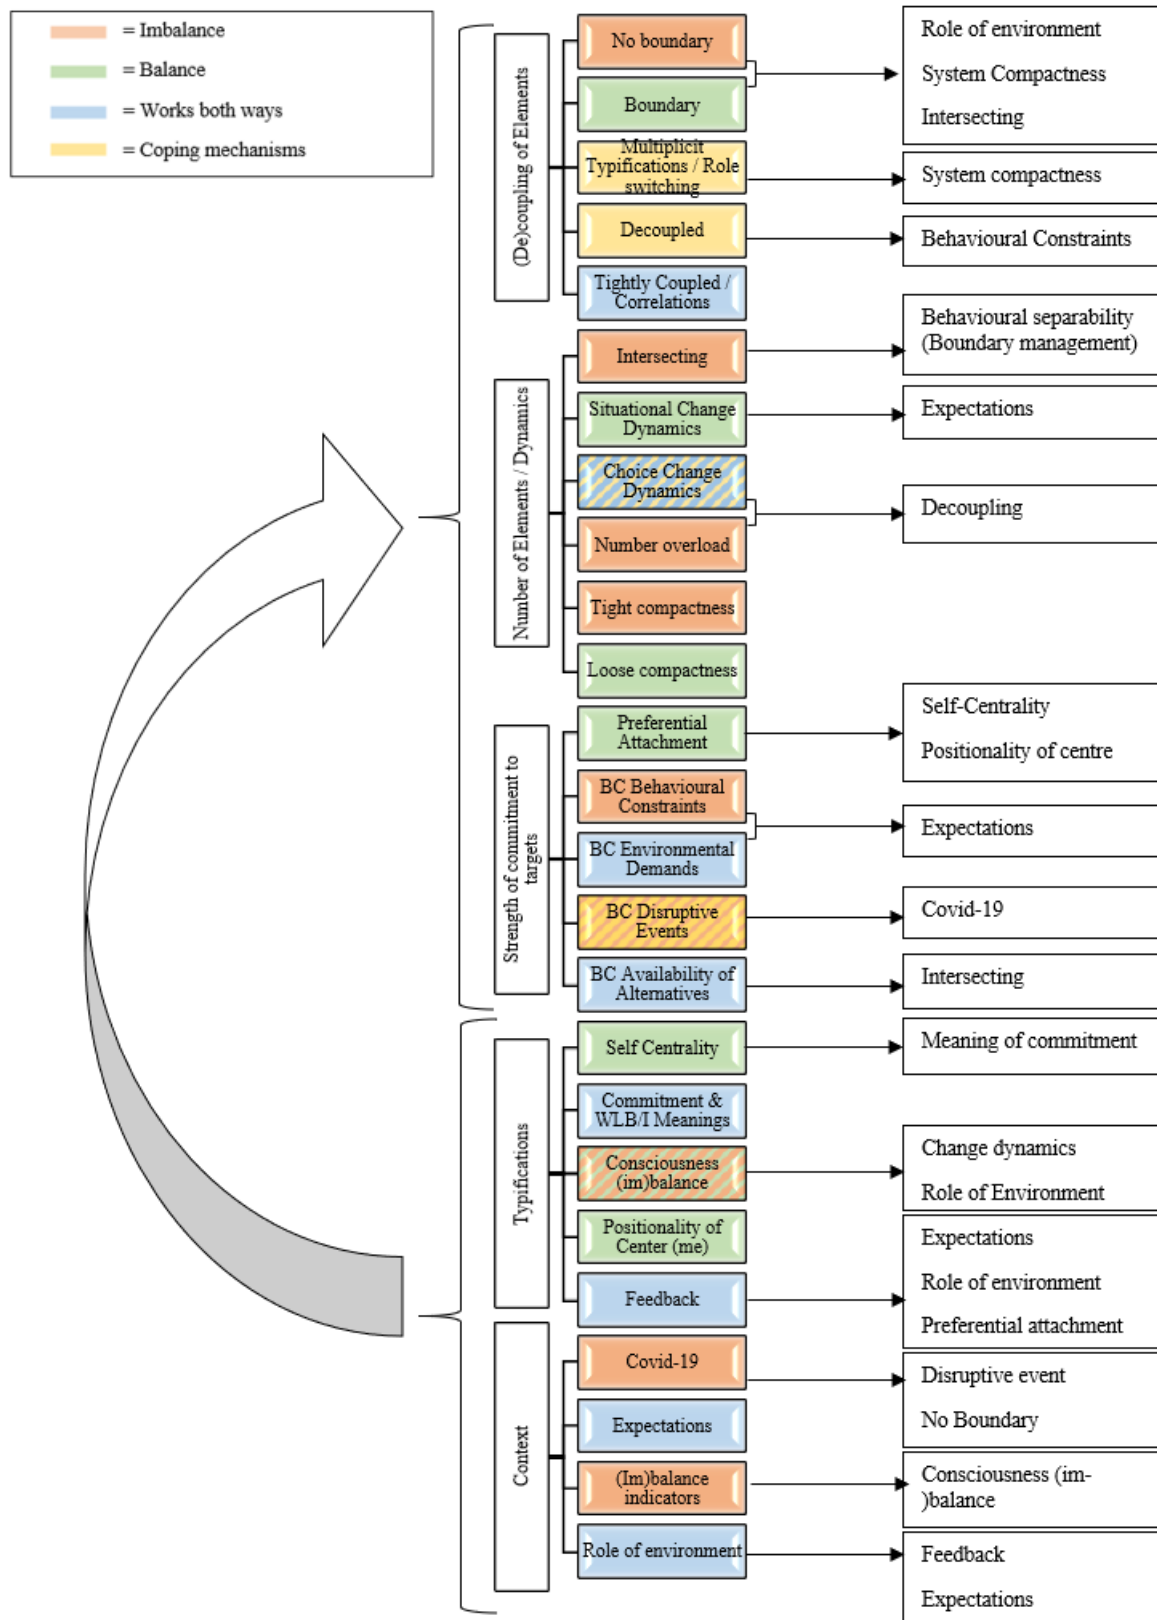 = Imbalance
= Balance
= Works both ways
= Coping mechanisms
(De)coupling of Elements
No boundary
Boundary
Multiplicit
Typifications / Role
switching
Decoupled
Tightly Coupled /
Correlations
Role of environment
System Compactness
Intersecting
System compactness
Behavioural Constraints
Number of Elements / Dynamics
Intersecting
Situational Change
Dynamics
Choice Change
Dynamics
Number overload
Tight compactness
Loose compactness
Behavioural separability
(Boundary management)
Expectations
Decoupling
Strength of commitment to
targets
Preferential
Attachment
BC Behavioural
Constraints
BC Environmental
Demands
BC Disruptive
Events
BC Availability of
Alternatives
Self-Centrality
Positionality of centre
Expectations
Covid-19
Intersecting
Typifications
Self Centrality
Commitment &
WLB/I Meanings
Consciousness
(im)balance
Positionality of
Center (me)
Feedback
Meaning of commitment
Change dynamics
Role of Environment
Expectations
Role of environment
Preferential attachment
Context
Covid-19
Expectations
(Im)balance
indicators
Role of environment
Disruptive event
No Boundary
Consciousness (im-
)balance
Feedback
Expectations